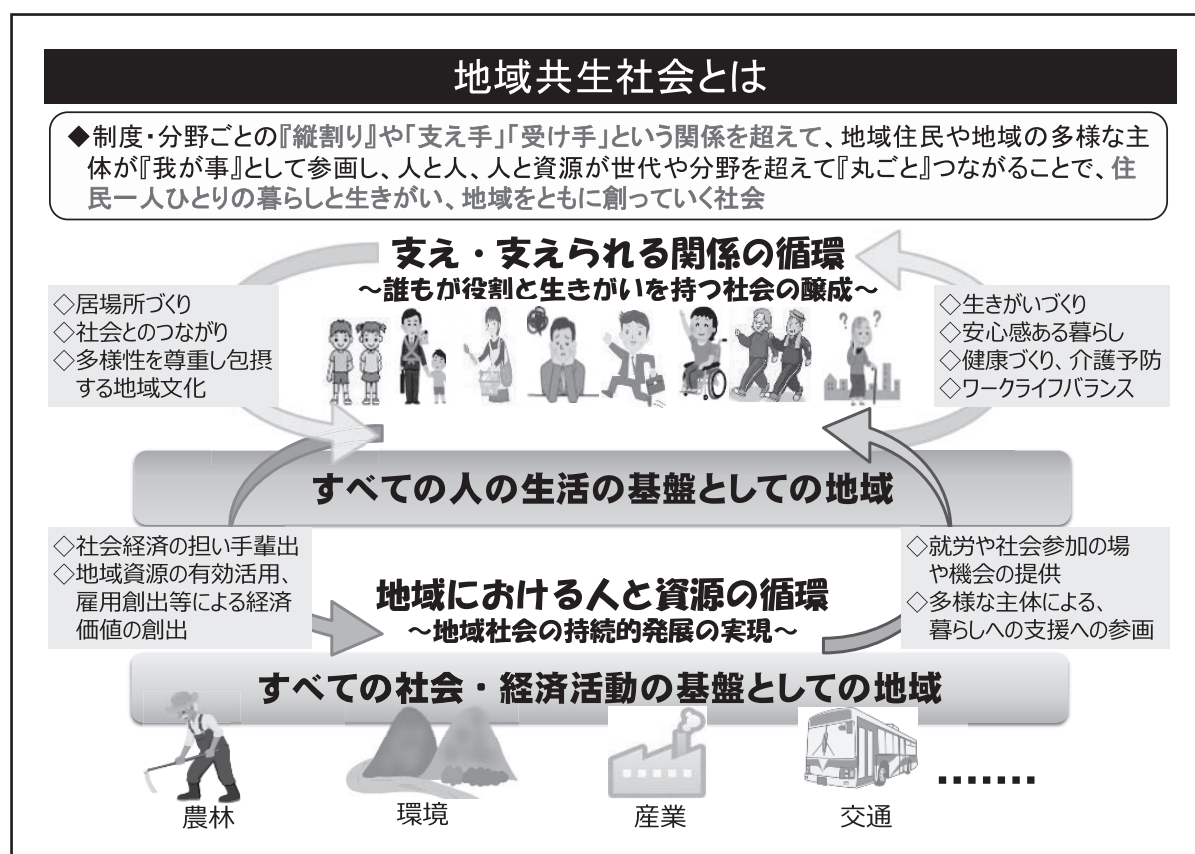 地域共生社会とは
◆制度・分野ごとの『縦割り』や「支え手」「受け手」という関係を超えて、地域住民や地域の多様な主
体が『我が事』として参画し、人と人、人と資源が世代や分野を超えて『丸ごと』つながることで、住
民一人ひとりの暮らしと生きがい、地域をともに創っていく社会
支え・支えられる関係の循環
～誰もが役割と生きがいを持つ社会の醸成～
◇居場所づくり
◇社会とのつながり
◇多様性を尊重し包摂
する地域文化
◇生きがいづくり
◇安心感ある暮らし
◇健康づくり、介護予防
◇ワークライフバランス
すべての人の生活の基盤としての地域
◇社会経済の担い手輩出
◇地域資源の有効活用、
雇用創出等による経済
価値の創出
地域における人と資源の循環
～地域社会の持続的発展の実現～
◇就労や社会参加の場
や機会の提供
◇多様な主体による、
暮らしへの支援への参画
すべての社会・経済活動の基盤としての地域
農林
環境
産業
交通
▪▪▪▪▪▪▪